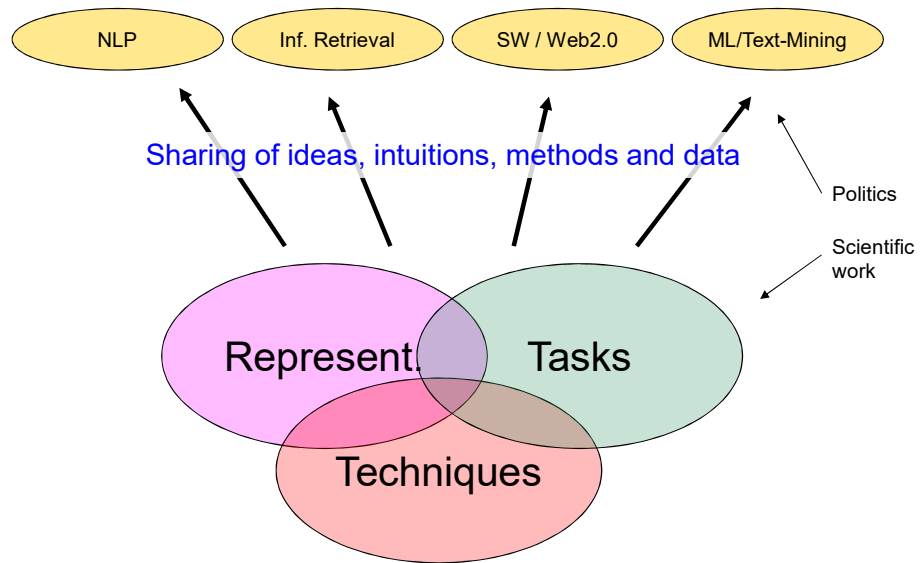 NLP
Inf. Retrieval
SW / Web2.0
ML/Text-Mining
Sharing of ideas, intuitions, methods and data
Politics
Scientific
work
Represent.
Tasks
Techniques